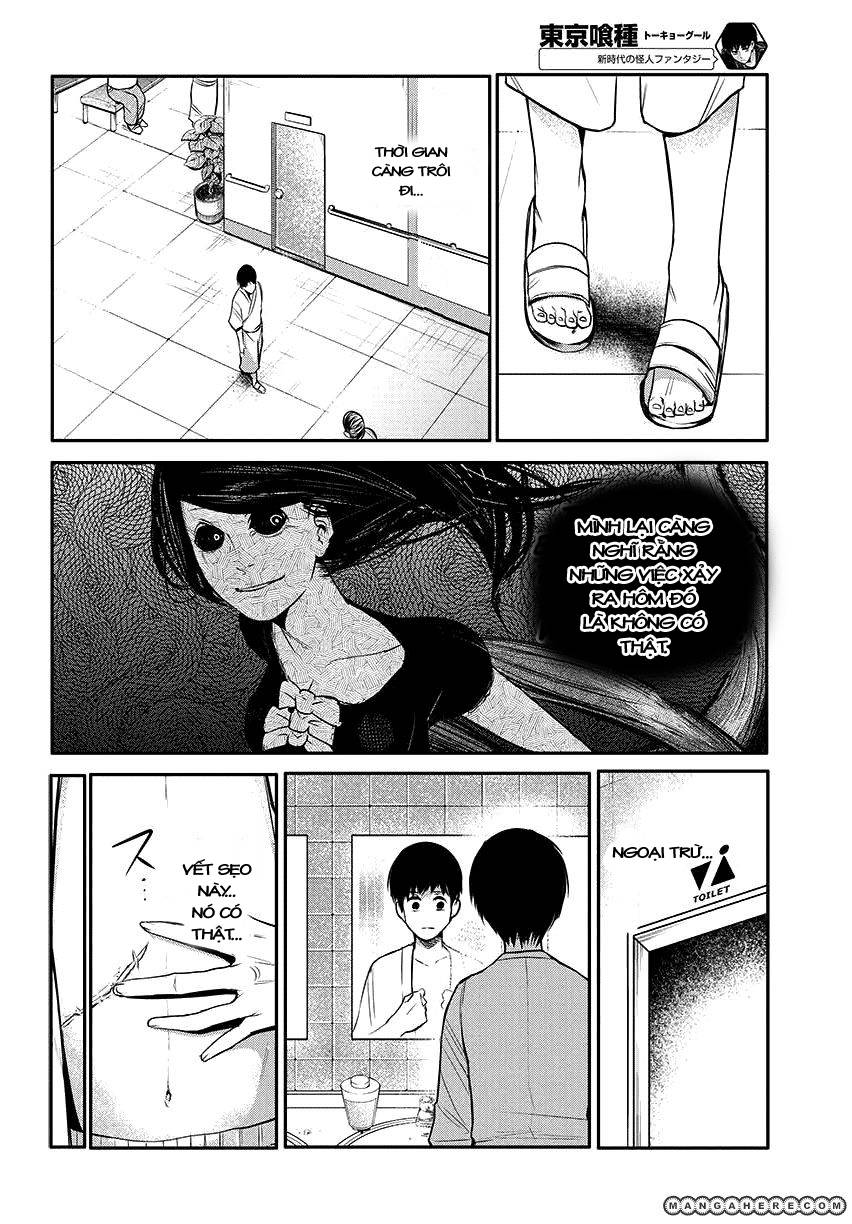 東京喰種 トーキョーグール
新時代の怪人ファンタジー
THỜI GIAN
CÀNG TRÔI
ĐI...
MÌNH LẠI CÀNG
NGHĨ RẰNG
NHỮNG VIỆC XẢY
RA HÔM ĐÓ
LÀ KHÔNG CÓ
THẬT.
NGOẠI TRỪ...
TOILET
ス
VẾT SẸO
NÀY...
NÓ CÓ
THẬT...
MANGAHERE.COM